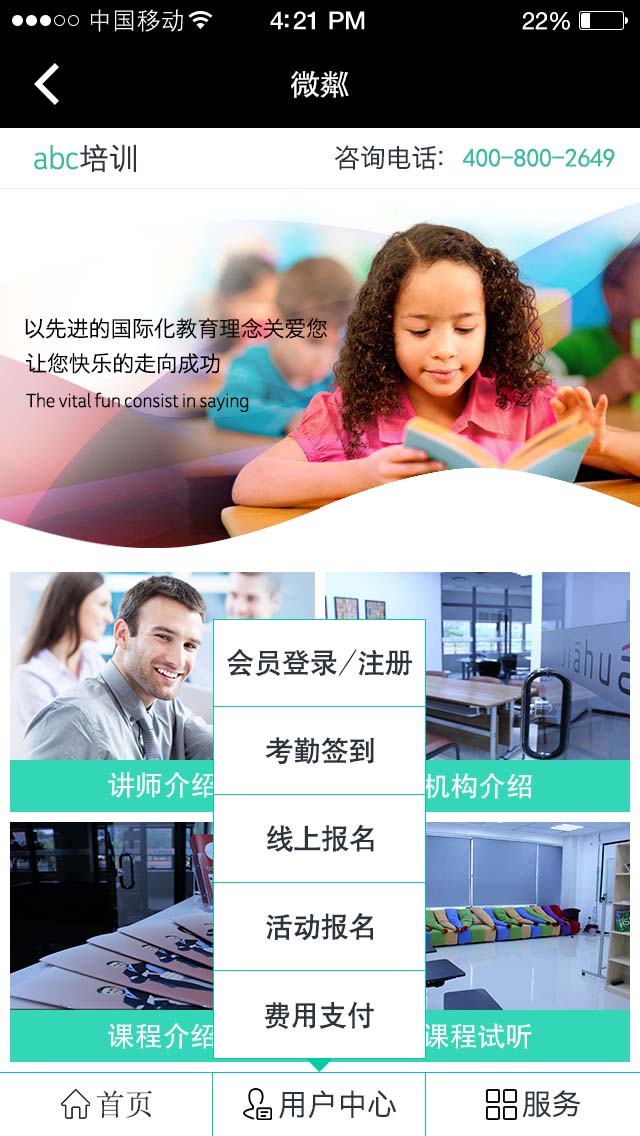 中国移动 4:21 PM 22%
微粼
abc培训 咨询电话: 400-800-2649
以先进的国际化教育理念关爱您
让您快乐的走向成功
The vital fun consist in saying
会员登录/注册
考勤签到
讲师介绍 机构介绍
线上报名
活动报名
费用支付
课程介绍 课程试听
首页 用户中心 服务